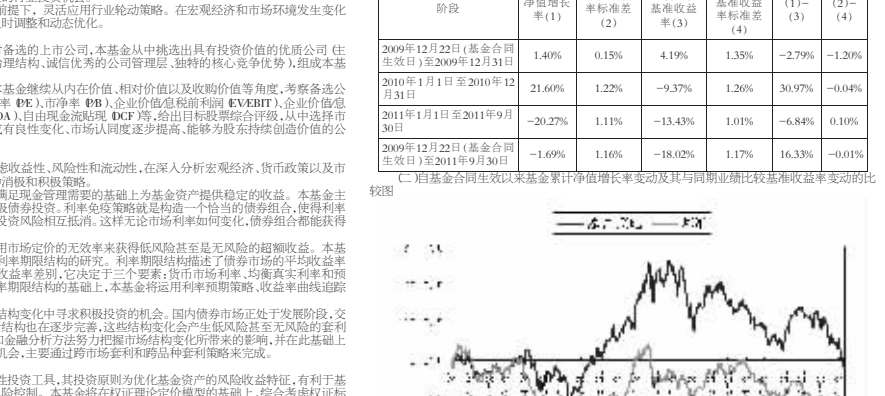 前提下，灵活应用行业轮动策略。在宏观经济和市场环境发生变化
时调整和动态优化。
备选的上市公司，本基金从中挑选出具有投资价值的优质公司（主
治理结构、诚信优秀的公司管理层、独特的核心竞争优势），组成本基
本基金继续从内在价值、相对价值以及收购价值等角度，考察备选公
率（P/E）、市净率（P/B）、企业价值/息税前利润（EV/EBIT）、企业价值/息
DA）、自由现金流贴现（DCF）等，给出目标股票综合评级，从中选择市
有良性变化、市场认同度逐步提高、能够为股东持续创造价值的公
虑收益性、风险性和流动性，在深入分析宏观经济、货币政策以及市
消极和积极策略。
满足现金管理需要的基础上为基金资产提供稳定的收益。本基金主
极债券投资。利率免疫策略就是构造一个恰当的债券组合，使得利率
投资风险相互抵消。这样无论市场利率如何变化，债券组合都能获得
用市场定价的无效率来获得低风险甚至是无风险的超额收益。本基
利率期限结构的研究。利率期限结构描述了债券市场的平均收益率
收益率差别，它决定于三个要素：货币市场利率、均衡真实利率和预
率期限结构的基础上，本基金将运用利率预期策略、收益率曲线追踪
结构变化中寻求积极投资的机会。国内债券市场正处于发展阶段，交
结构也在逐步完善，这些结构变化会产生低风险甚至无风险的套利
和金融分析方法努力把握市场结构变化所带来的影响，并在此基础上
机会，主要通过跨市场套利和跨品种套利策略来完成。
性投资工具，其投资原则为优化基金资产的风险收益特征，有利于基
险控制。本基金将在权证理论定价模型的基础上，综合考虑权证标
阶段 净值增长率(1) 率标准差(2) 基准收益率(3) 基准收益率标准差(4) (1)-(3) (2)-(4)
2009年12月22日（基金合同生效日）至2009年12月31日 1.40% 0.15% 4.19% 1.35% -2.79% -1.20%
2010年1月1日至2010年12月31日 21.60% 1.22% -9.37% 1.26% 30.97% -0.04%
2011年1月1日至2011年9月30日 -20.27% 1.11% -13.43% 1.01% -6.84% 0.10%
2009年12月22日（基金合同生效日）至2011年9月30日 -1.69% 1.16% -18.02% 1.17% 16.33% -0.01%
（二）自基金合同生效以来基金累计净值增长率变动及其与同期业绩比较基准收益率变动的比
较图